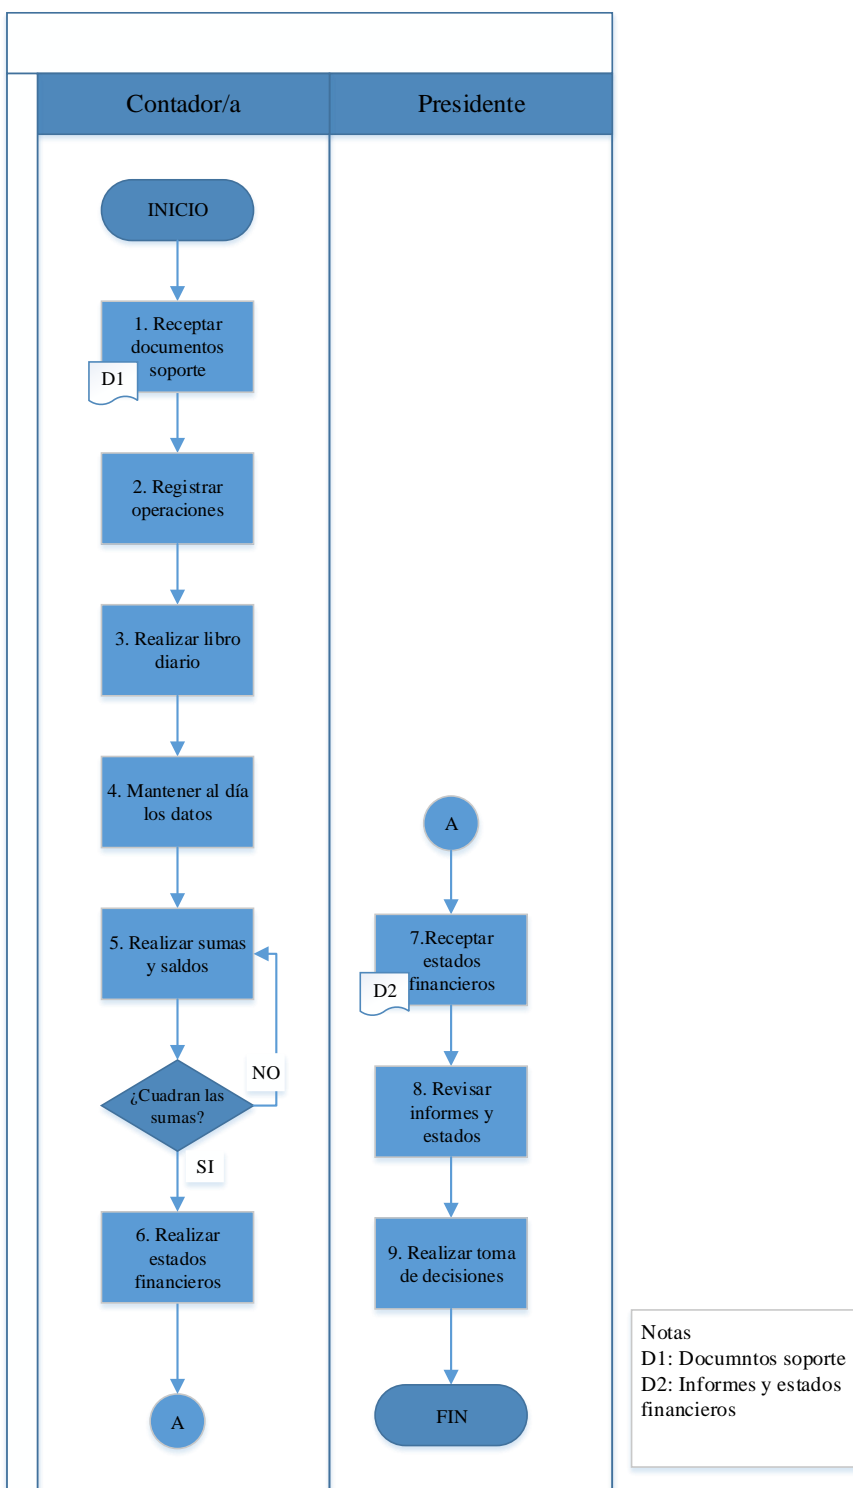 Contador/a
Presidente
INICIO
1. Receptar
documentos
soporte
D1
2. Registrar
operaciones
3. Realizar libro
diario
4. Mantener al día
los datos
5. Realizar sumas
y saldos
¿Cuadran las
sumas?
NO
SI
6. Realizar
estados
financieros
A
A
7.Receptar
estados
financieros
D2
8. Revisar
informes y
estados
9. Realizar toma
de decisiones
FIN
Notas
D1: Documntos soporte
D2: Informes y estados
financieros